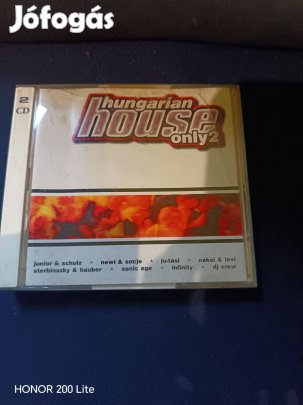 Jófogás
2
CD
hungarian
house
only2
junior & schulz • newl & smile • ju-lasi • náksi & levi
sterbinszky & hauber • sonic age • infinity • dj crew
HONOR 200 Lite